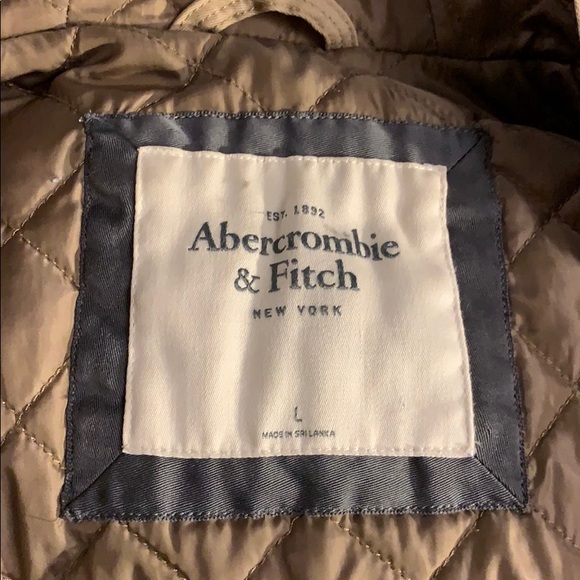 EST. 1892
Abercrombie
& Fitch
NEW YORK
L
MADE IN SRI LANKA